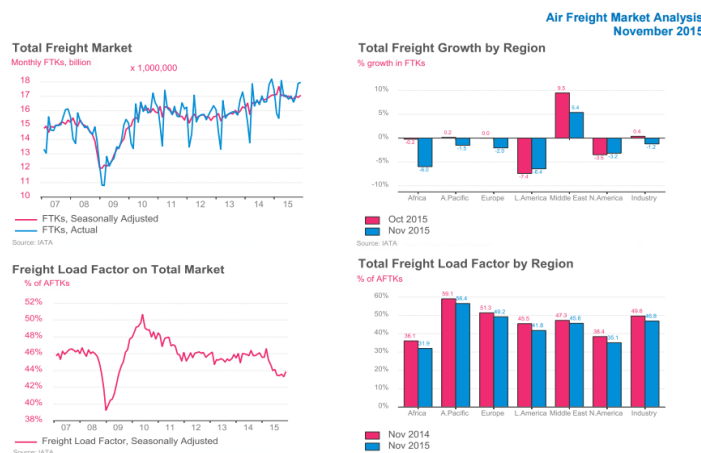 Air Freight Market Analysis
November 2015
Total Freight Market
Monthly FTKs, billion
x 1,000,000
18
17
16
15
14
13
12
11
10
07 08 09 10 11 12 13 14 15
FTKs, Seasonally Adjusted
FTKs, Actual
Source: IATA
Total Freight Growth by Region
% growth in FTKs
10%
5%
0%
-5%
-10%
-0.2 0.2 0.0 -7.4 9.5 -3.5 0.4
-6.0 -1.5 -2.0 -6.4 5.4 -3.2 -1.2
Africa A.Pacific Europe L.America Middle East N.America Industry
Oct 2015
Nov 2015
Source: IATA
Freight Load Factor on Total Market
% of AFTKs
52%
50%
48%
46%
44%
42%
40%
38%
07 08 09 10 11 12 13 14 15
Freight Load Factor, Seasonally Adjusted
Source: IATA
Total Freight Load Factor by Region
% of AFTKs
60%
50%
40%
30%
20%
10%
0%
36.1 59.1 51.3 45.5 47.3 38.4 49.6
31.9 56.4 49.2 41.8 45.6 35.1 46.8
Africa A.Pacific Europe L.America Middle East N.America Industry
Nov 2014
Nov 2015